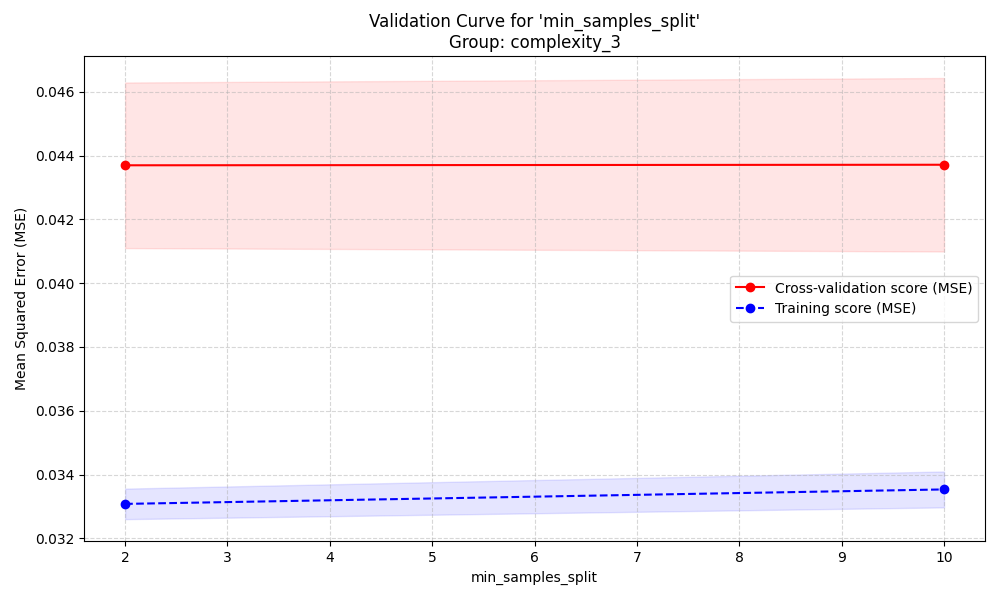 Validation Curve for 'min_samples_split'
Group: complexity_3
Mean Squared Error (MSE)
0.046
0.044
0.042
0.040
0.038
0.036
0.034
0.032
Cross-validation score (MSE)
Training score (MSE)
2 3 4 5 6 7 8 9 10
min_samples_split